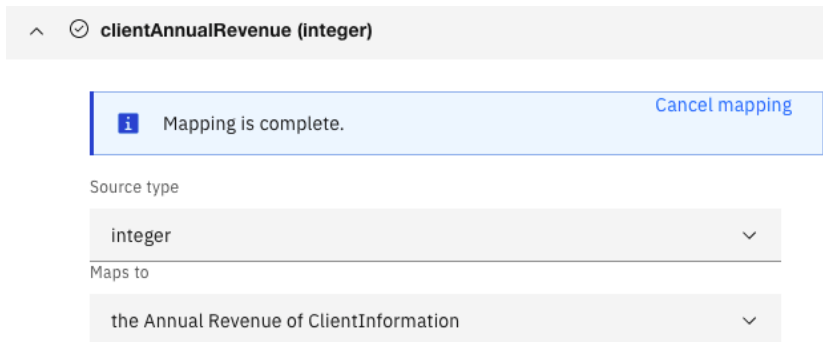 clientAnnualRevenue (integer)
Mapping is complete.
Cancel mapping
Source type
integer
Maps to
the Annual Revenue of ClientInformation